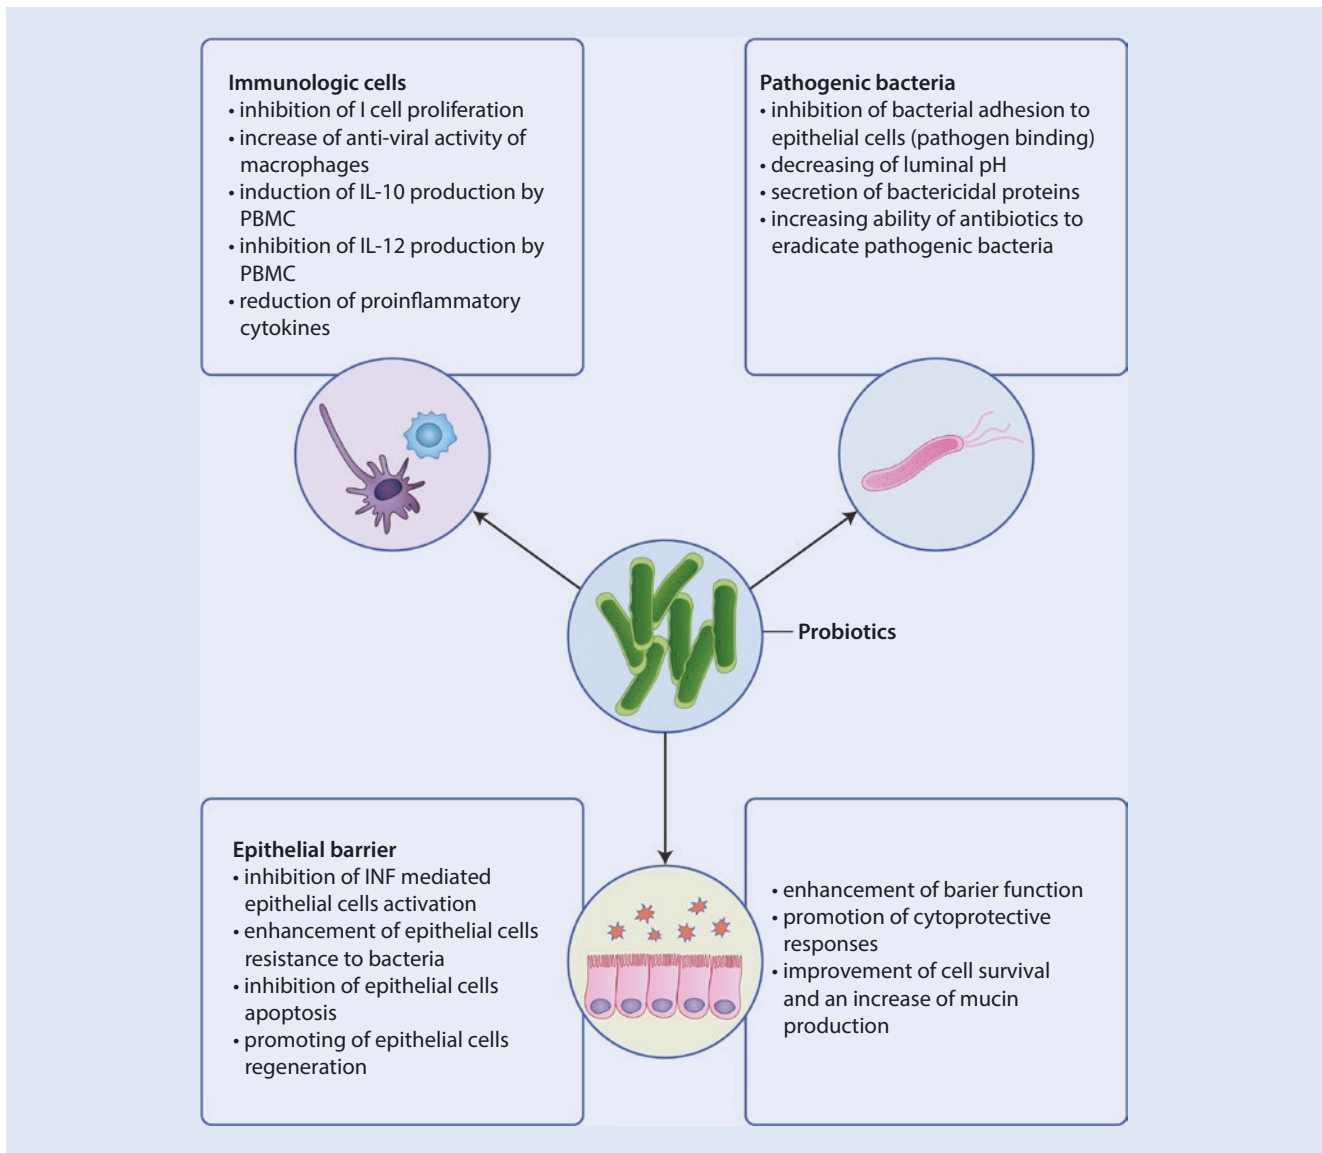 Immunologic cells
• inhibition of I cell proliferation
• increase of anti-viral activity of
macrophages
• induction of IL-10 production by
PBMC
• inhibition of IL-12 production by
PBMC
• reduction of proinflammatory
cytokines
Pathogenic bacteria
• inhibition of bacterial adhesion to
epithelial cells (pathogen binding)
• decreasing of luminal pH
• secretion of bactericidal proteins
• increasing ability of antibiotics to
eradicate pathogenic bacteria
Probiotics
Epithelial barrier
• inhibition of INF mediated
epithelial cells activation
• enhancement of epithelial cells
resistance to bacteria
• inhibition of epithelial cells
apoptosis
• promoting of epithelial cells
regeneration
• enhancement of barier function
• promotion of cytoprotective
responses
• improvement of cell survival
and an increase of mucin
production